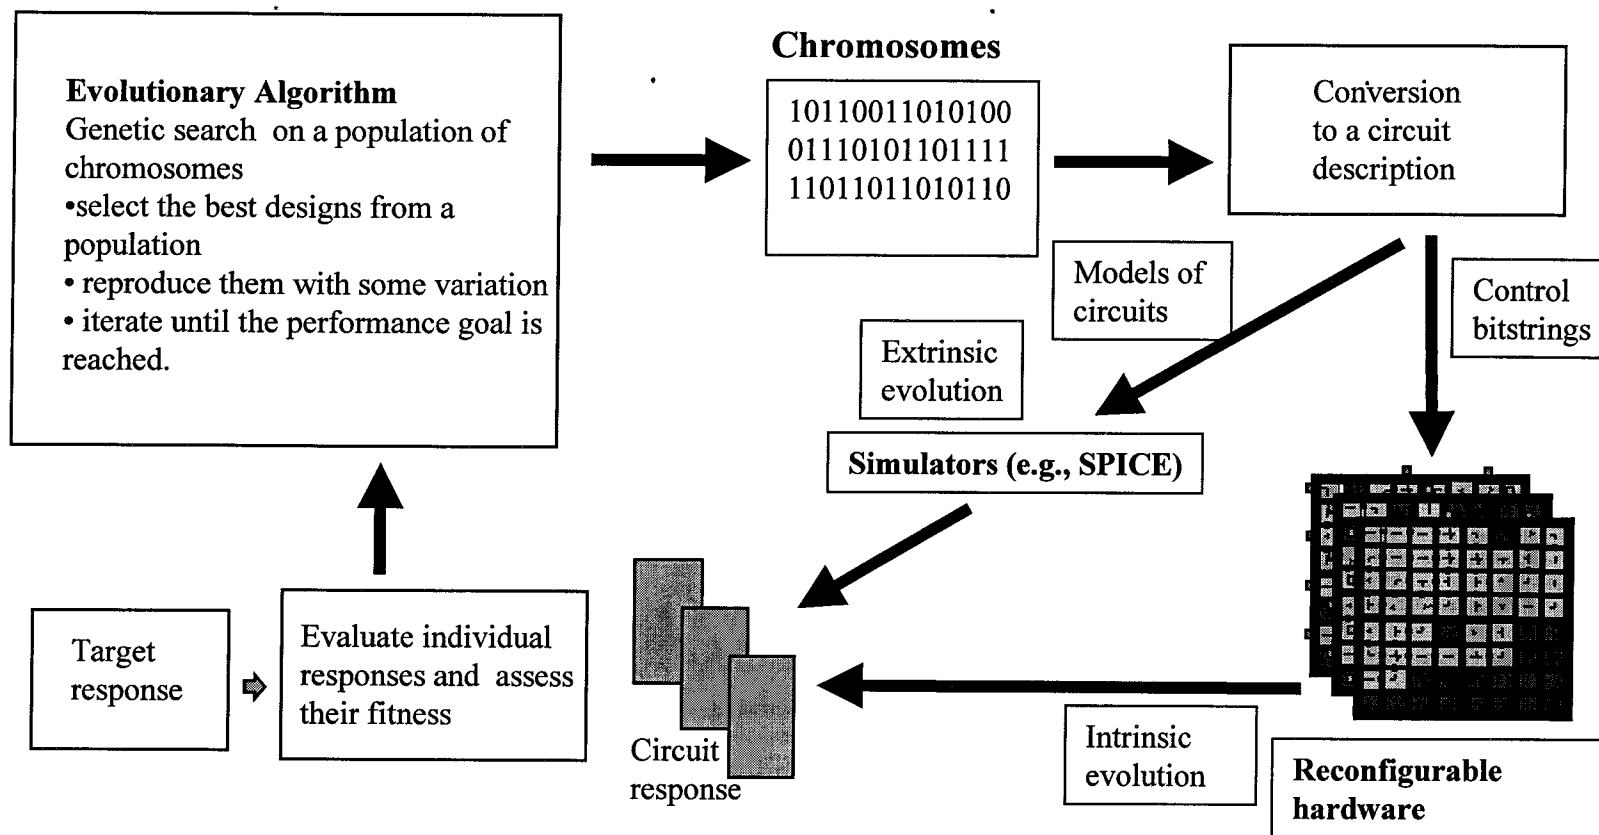 Evolutionary Algorithm
Genetic search on a population of
chromosomes
•select the best designs from a
population
• reproduce them with some variation
• iterate until the performance goal is
reached.
Chromosomes
10110011010100
01110101101111
11011011010110
Conversion
to a circuit
description
Models of
circuits
Control
bitstrings
Extrinsic
evolution
Simulators (e.g., SPICE)
Target
response
Evaluate individual
responses and assess
their fitness
Circuit
response
Intrinsic
evolution
Reconfigurable
hardware